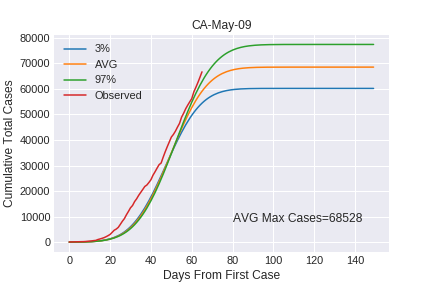 CA-May-09
80000
70000
60000
50000
40000
30000
20000
10000
0
Cumulative Total Cases
3%
AVG
97%
Observed
AVG Max Cases=68528
0 20 40 60 80 100 120 140
Days From First Case